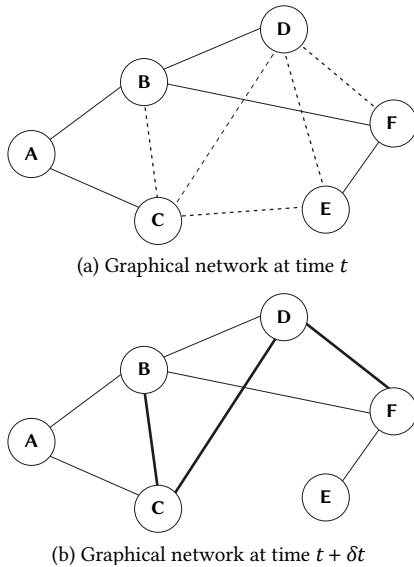 D
B
F
A
E
C
(a) Graphical network at time t
D
B
F
A
E
C
(b) Graphical network at time t + δt